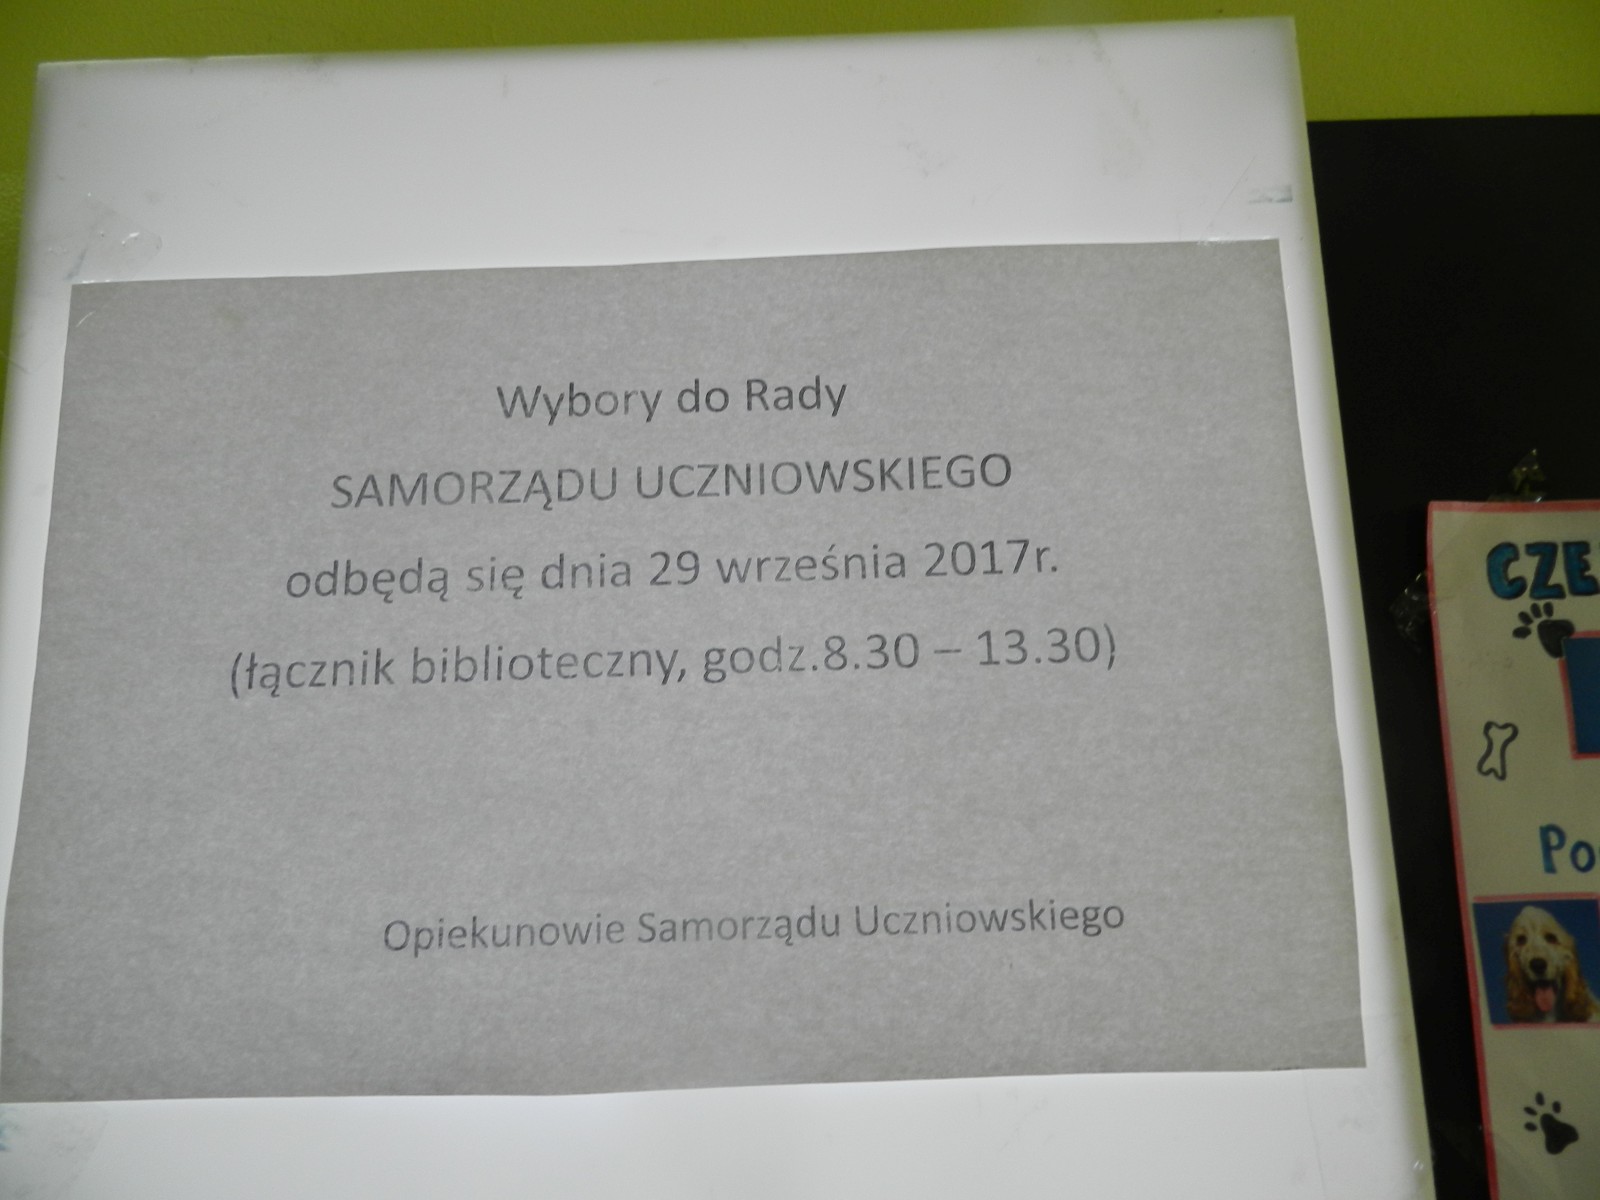 Wybory do Rady
SAMORZĄDU UCZNIOWSKIEGO
odbędą się dnia 29 września 2017r.
(łącznik biblioteczny, godz.8.30 – 13.30)
Opiekunowie Samorządu Uczniowskiego